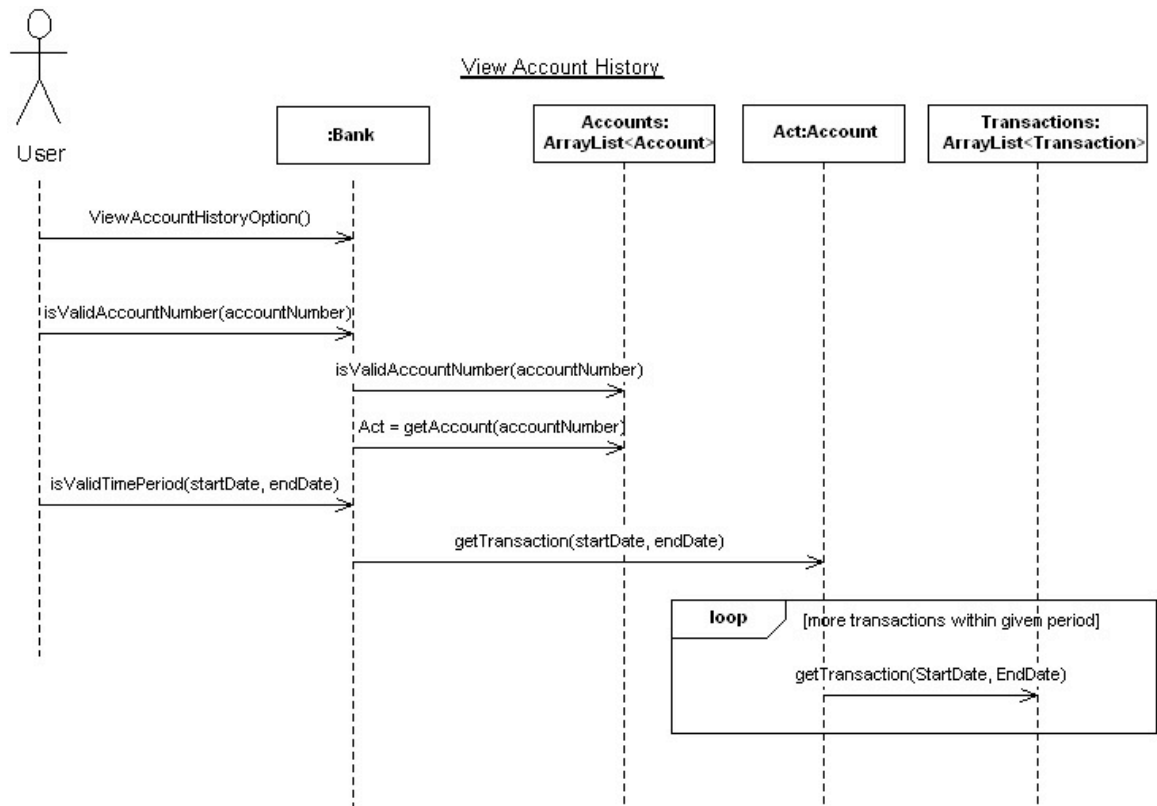 View Account History
User
:Bank
Accounts:
ArrayList<Account>
Act:Account
Transactions:
ArrayList<Transaction>
ViewAccountHistoryOption()
isValidAccountNumber(accountNumber)
isValidAccountNumber(accountNumber)
Act = getAccount(accountNumber)
isValidTimePeriod(startDate, endDate)
getTransaction(startDate, endDate)
loop
[more transactions within given period]
getTransaction(StartDate, EndDate)